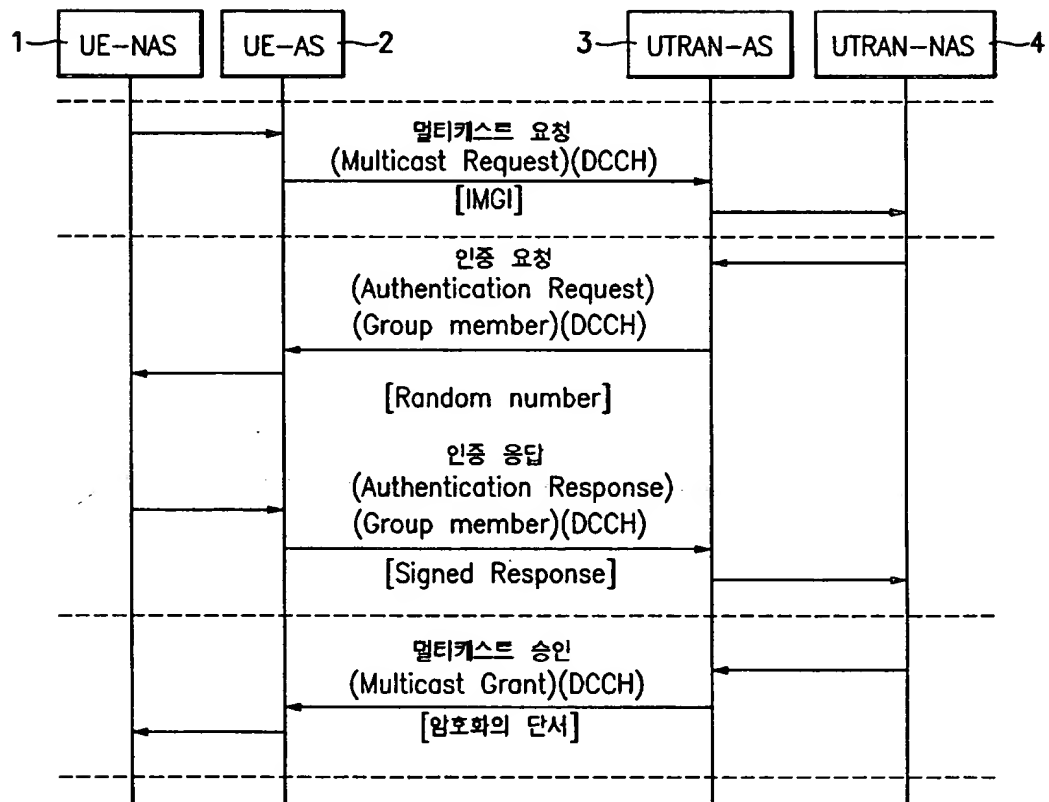 1 UE-NAS UE-AS 2 3 UTRAN-AS UTRAN-NAS 4
멀티캐스트 요청
(Multicast Request)(DCCH)
[IMGI]
인증 요청
(Authentication Request)
(Group member)(DCCH)
[Random number]
인증 응답
(Authentication Response)
(Group member)(DCCH)
[Signed Response]
멀티캐스트 승인
(Multicast Grant)(DCCH)
[암호화의 단서]